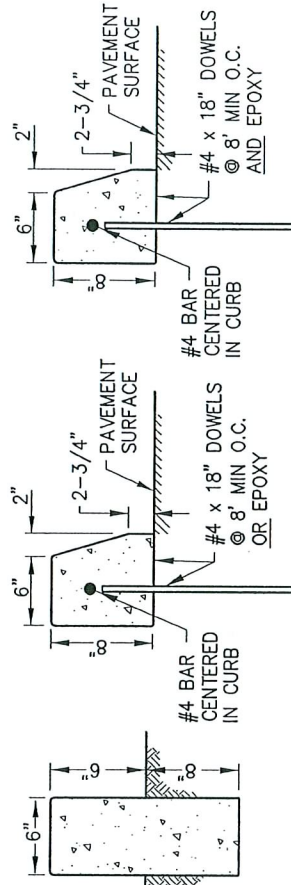 6"
6"
8"
6"
2"
2-3/4"
PAVEMENT
SURFACE
8"
#4 BAR
CENTERED
IN CURB
#4 x 18" DOWELS
@ 8' MIN O.C.
OR EPOXY
6"
2"
2-3/4"
PAVEMENT
SURFACE
8"
#4 BAR
CENTERED
IN CURB
#4 x 18" DOWELS
@ 8' MIN O.C.
AND EPOXY